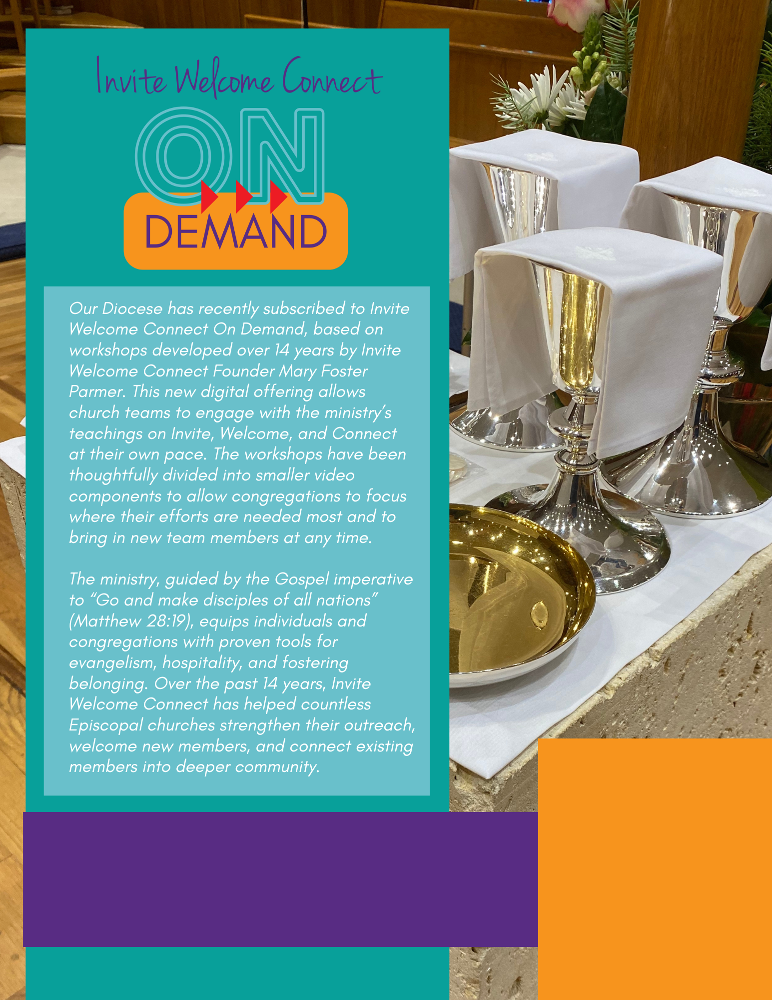 Invite Welcome Connect
ON
DEMAND
Our Diocese has recently subscribed to Invite
Welcome Connect On Demand, based on
workshops developed over 14 years by Invite
Welcome Connect Founder Mary Foster
Parmer. This new digital offering allows
church teams to engage with the ministry’s
teachings on Invite, Welcome, and Connect
at their own pace. The workshops have been
thoughtfully divided into smaller video
components to allow congregations to focus
where their efforts are needed most and to
bring in new team members at any time.
The ministry, guided by the Gospel imperative
to “Go and make disciples of all nations”
(Matthew 28:19), equips individuals and
congregations with proven tools for
evangelism, hospitality, and fostering
belonging. Over the past 14 years, Invite
Welcome Connect has helped countless
Episcopal churches strengthen their outreach,
welcome new members, and connect existing
members into deeper community.